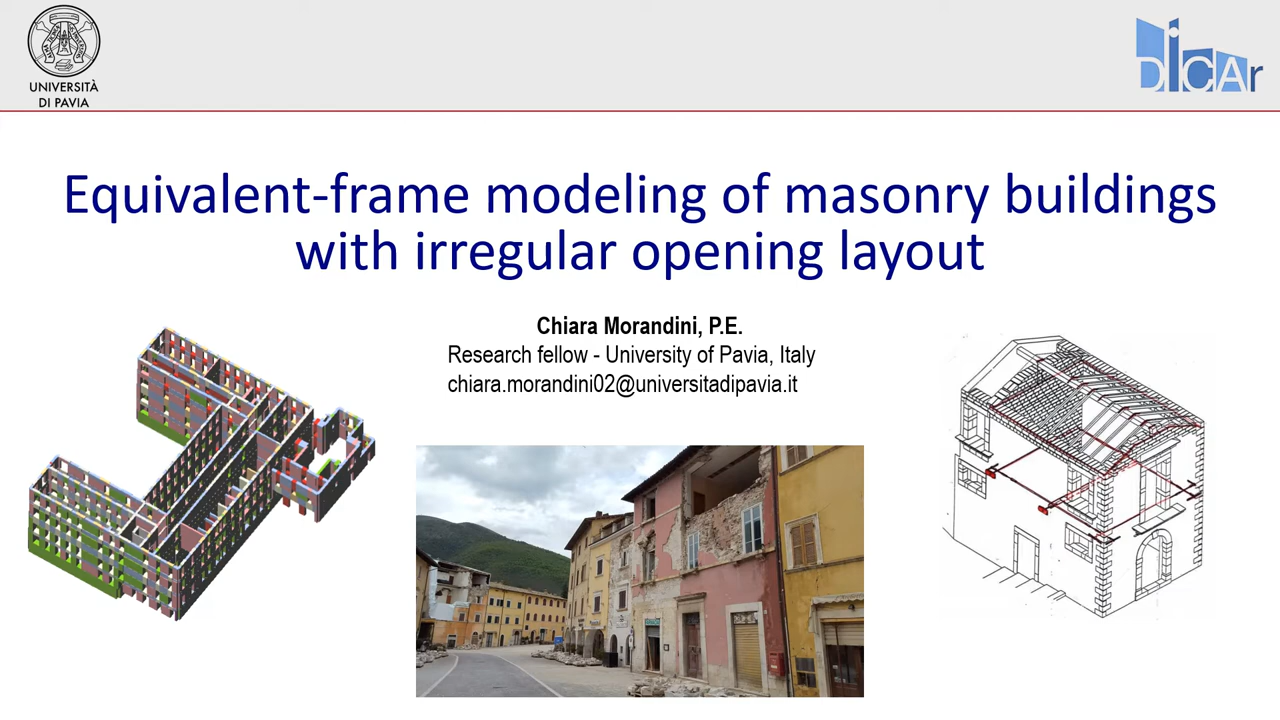 UNIVERSITÀ
DI PAVIA
DiCAr
Equivalent-frame modeling of masonry buildings
with irregular opening layout
Chiara Morandini, P.E.
Research fellow - University of Pavia, Italy
chiara.morandini02@universitadipavia.it